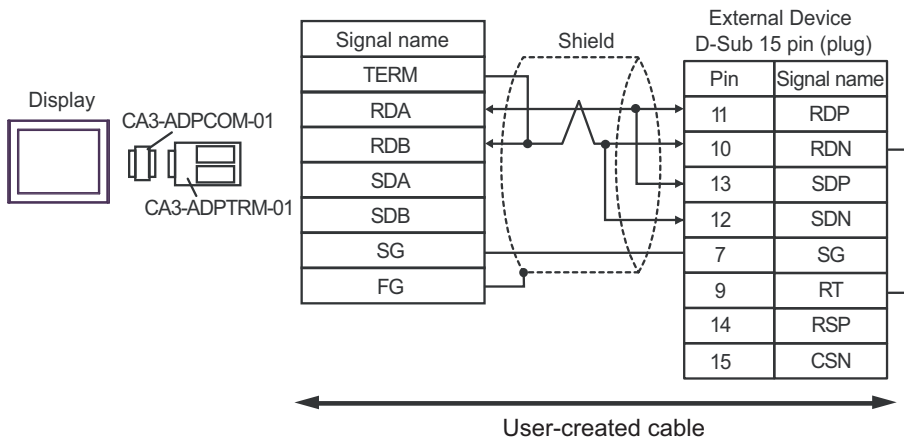 Display
CA3-ADPCOM-01
CA3-ADPTRM-01
Signal name
TERM
RDA
RDB
SDA
SDB
SG
FG
Shield
External Device
D-Sub 15 pin (plug)
Pin Signal name
11 RDP
10 RDN
13 SDP
12 SDN
7 SG
9 RT
14 RSP
15 CSN
User-created cable